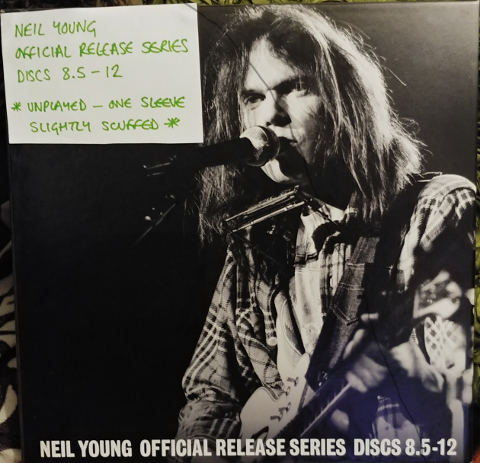 NEIL YOUNG
OFFICIAL RELEASE SERIES
DISCS 8.5-12
* UNPLAYED - ONE SLEEVE
SLIGHTLY SCUFFED *
NEIL YOUNG OFFICIAL RELEASE SERIES DISCS 8.5-12